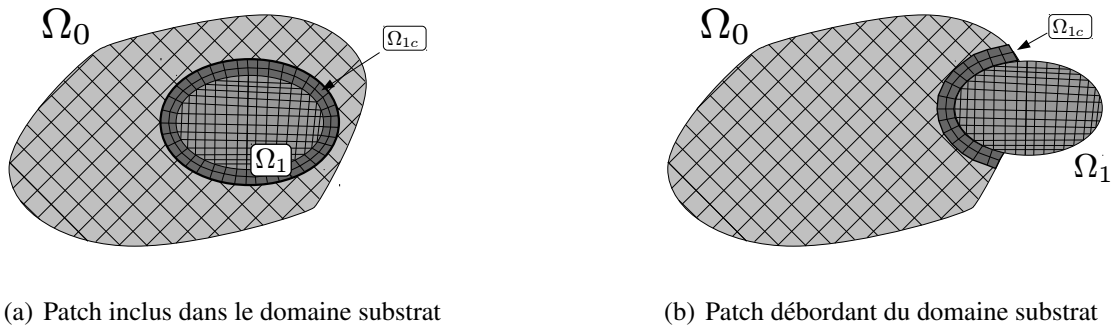 Ω₀
Ω₁c
Ω₁
Ω₀
Ω₁c
Ω₁
(a) Patch inclus dans le domaine substrat
(b) Patch débordant du domaine substrat